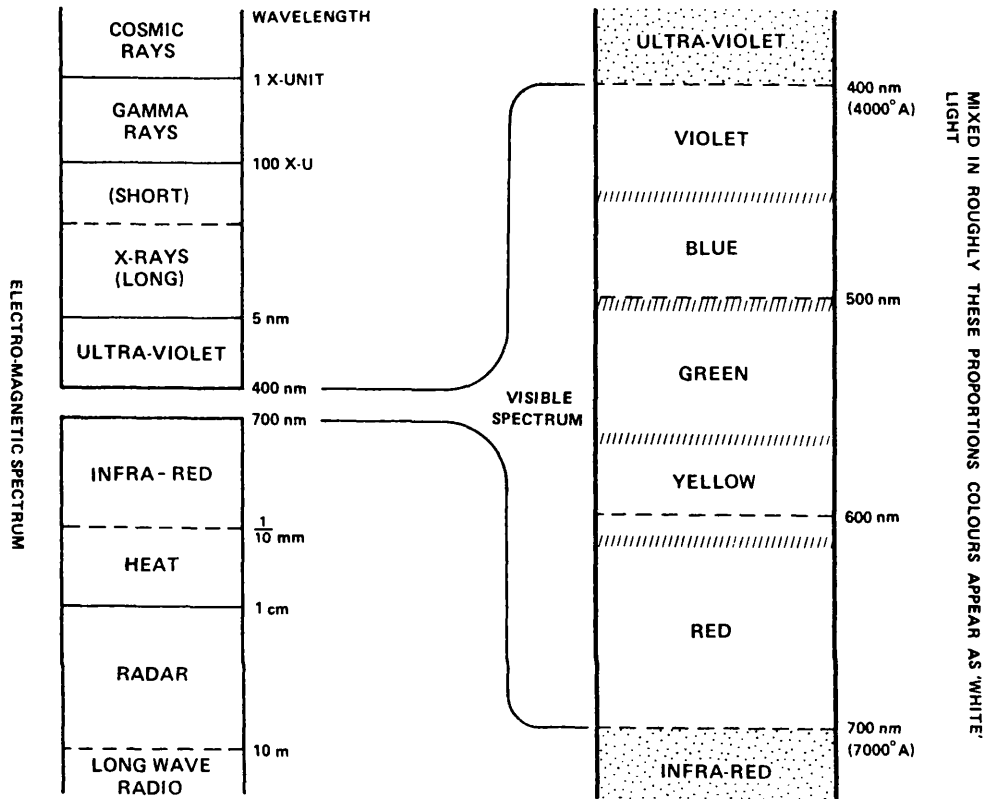 ELECTRO-MAGNETIC SPECTRUM
WAVELENGTH
COSMIC
RAYS
1 X-UNIT
GAMMA
RAYS
100 X-U
(SHORT)
X-RAYS
(LONG)
5 nm
ULTRA-VIOLET
400 nm
700 nm
INFRA-RED
1/10 mm
HEAT
1 cm
RADAR
10 m
LONG WAVE
RADIO
VISIBLE
SPECTRUM
ULTRA-VIOLET
400 nm
(4000°A)
VIOLET
BLUE
500 nm
GREEN
YELLOW
600 nm
RED
700 nm
(7000°A)
INFRA-RED
MIXED IN ROUGHLY THESE PROPORTIONS COLOURS APPEAR AS 'WHITE'
LIGHT